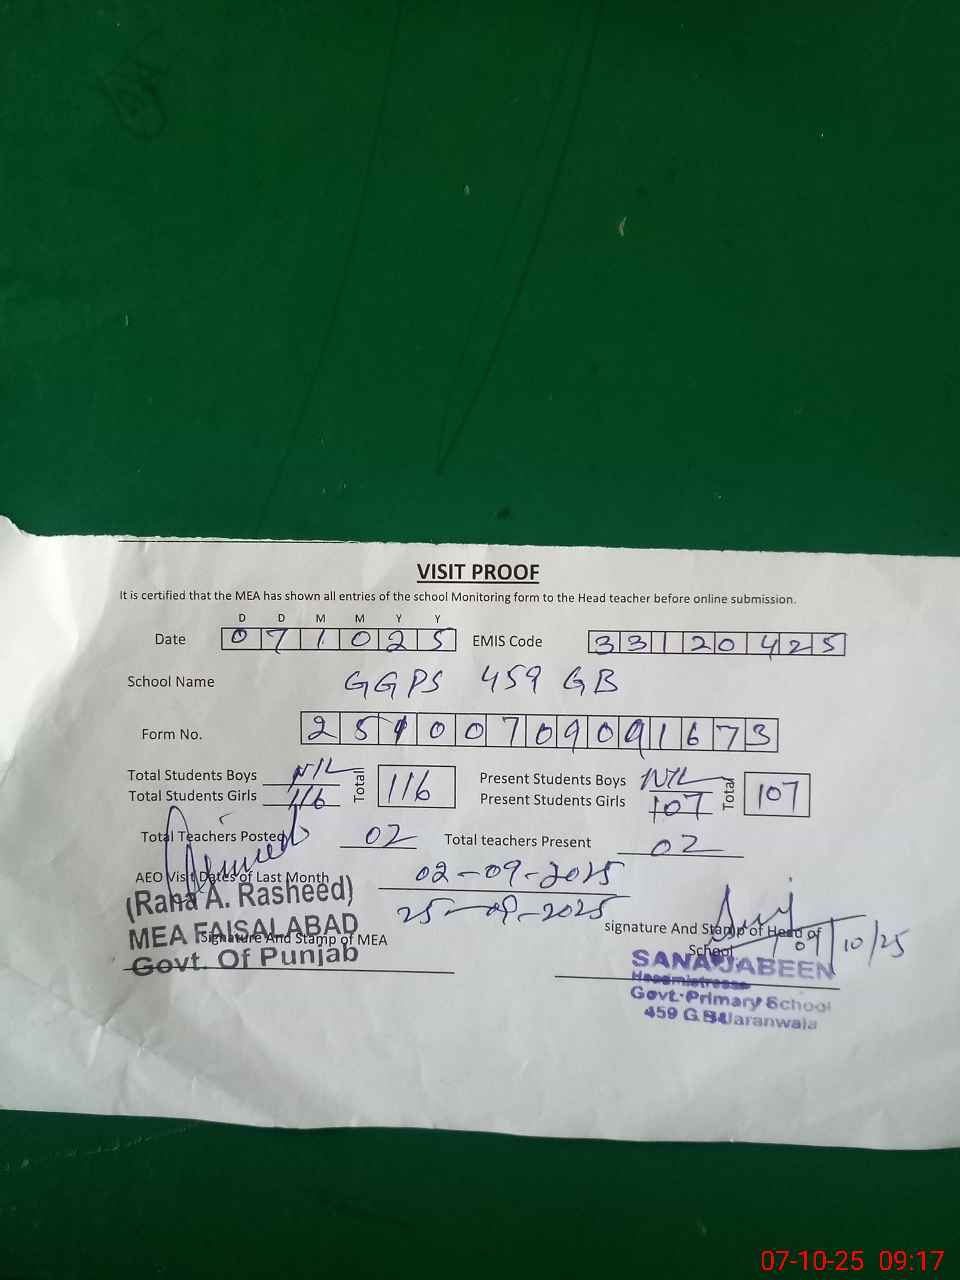 VISIT PROOF
It is certified that the MEA has shown all entries of the school Monitoring form to the Head teacher before online submission.
D D M M Y Y
Date 0 7 1 0 2 5 EMIS Code 3 3 1 2 0 4 2 5
School Name GGPS 459 GB
Form No. 2 5 1 0 0 7 0 9 0 9 1 6 7 3
Total Students Boys NIL Total 116 Present Students Boys NIL Total 107
Total Students Girls 116 Present Students Girls 107
Total Teachers Posted 02 Total teachers Present 02
AEO Visit Dates of Last Month 02-09-2025
25-09-2025
(Rana A. Rasheed)
MEA FAISALABAD
Govt. Of Punjab
Signature And Stamp of MEA
signature And Stamp of Head of
School
/10/25
SANA JABEEN
Headmistress
Govt. Primary School
459 G.B Jaranwala
07-10-25 09:17